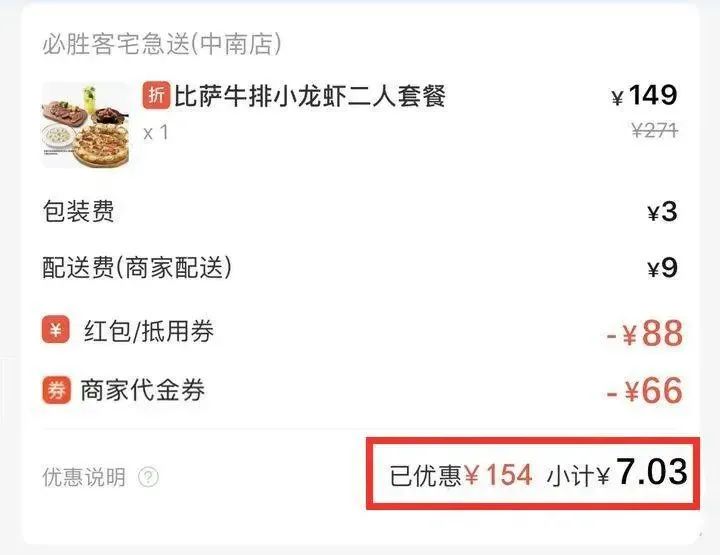 必胜客宅急送(中南店)
折 比萨牛排小龙虾二人套餐 ¥149
x 1 ¥271
包装费 ¥3
配送费(商家配送) ¥9
¥ 红包/抵用券 -¥88
券 商家代金券 -¥66
优惠说明 ? 已优惠¥154 小计¥7.03